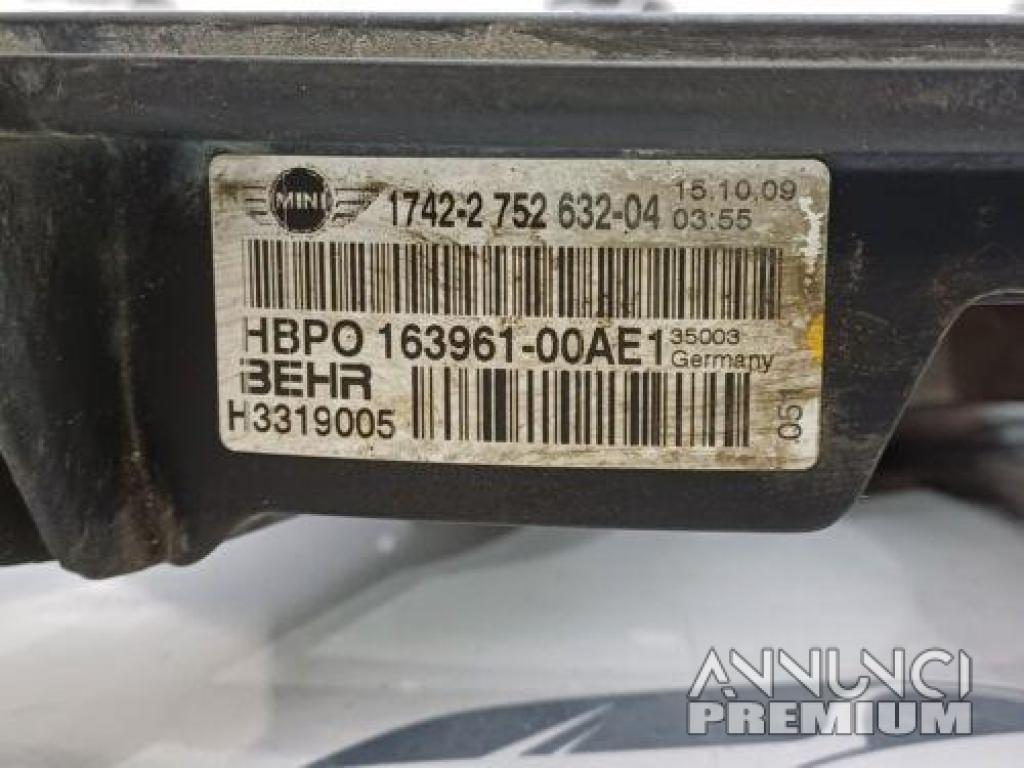 MINI 1742-2 752 632-04 15.10.09
03:55
HBPO 163961-00AE1 35003
Germany
BEHR
H3319005
051
ANNUNCI
PREMIUM